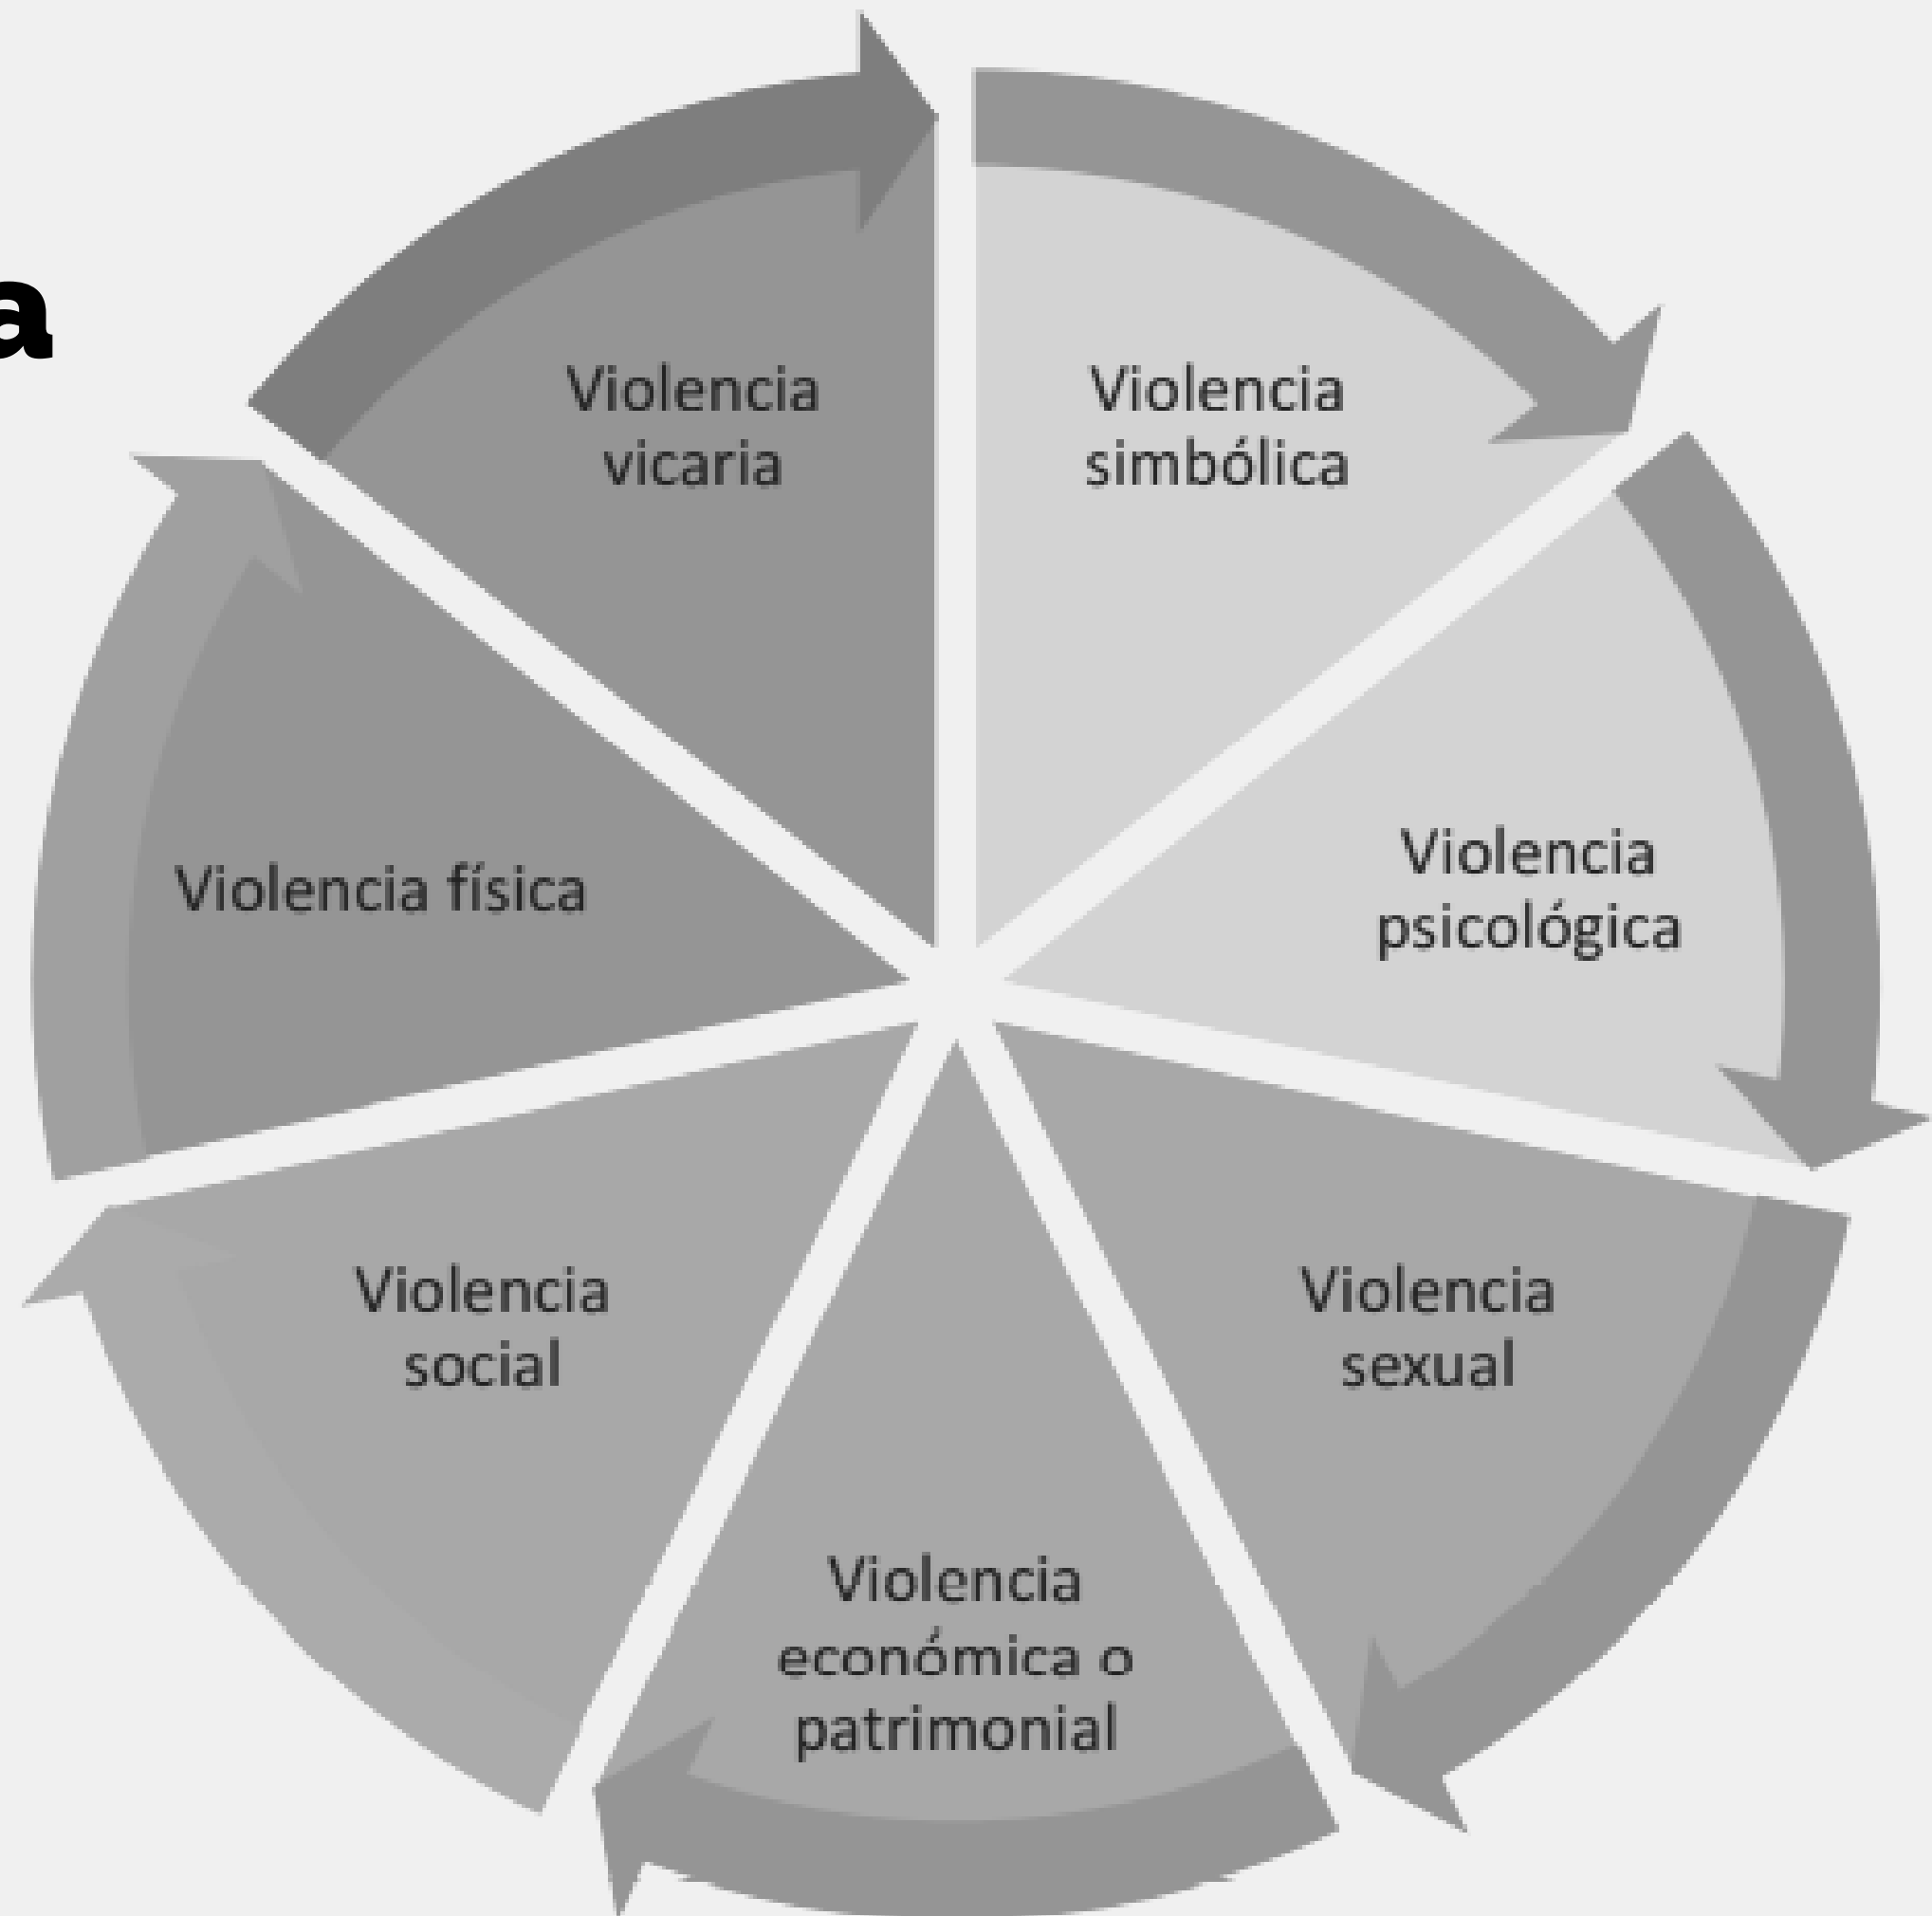 a
Violencia
vicaria
Violencia
simbólica
Violencia
psicológica
Violencia
sexual
Violencia
económica o
patrimonial
Violencia
social
Violencia física